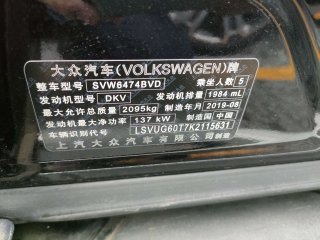 大众汽车(VOLKSWAGEN)牌
整车型号 SVW6474BVD 乘坐人数 5
发动机型号 DKV 发动机排量 1984 mL
最大允许总质量 2095kg 制造年月 2019-08
发动机最大净功率 137 kW 制造国 中国
车辆识别代号 LSVUG60T7K2115631
上汽大众汽车有限公司 制造